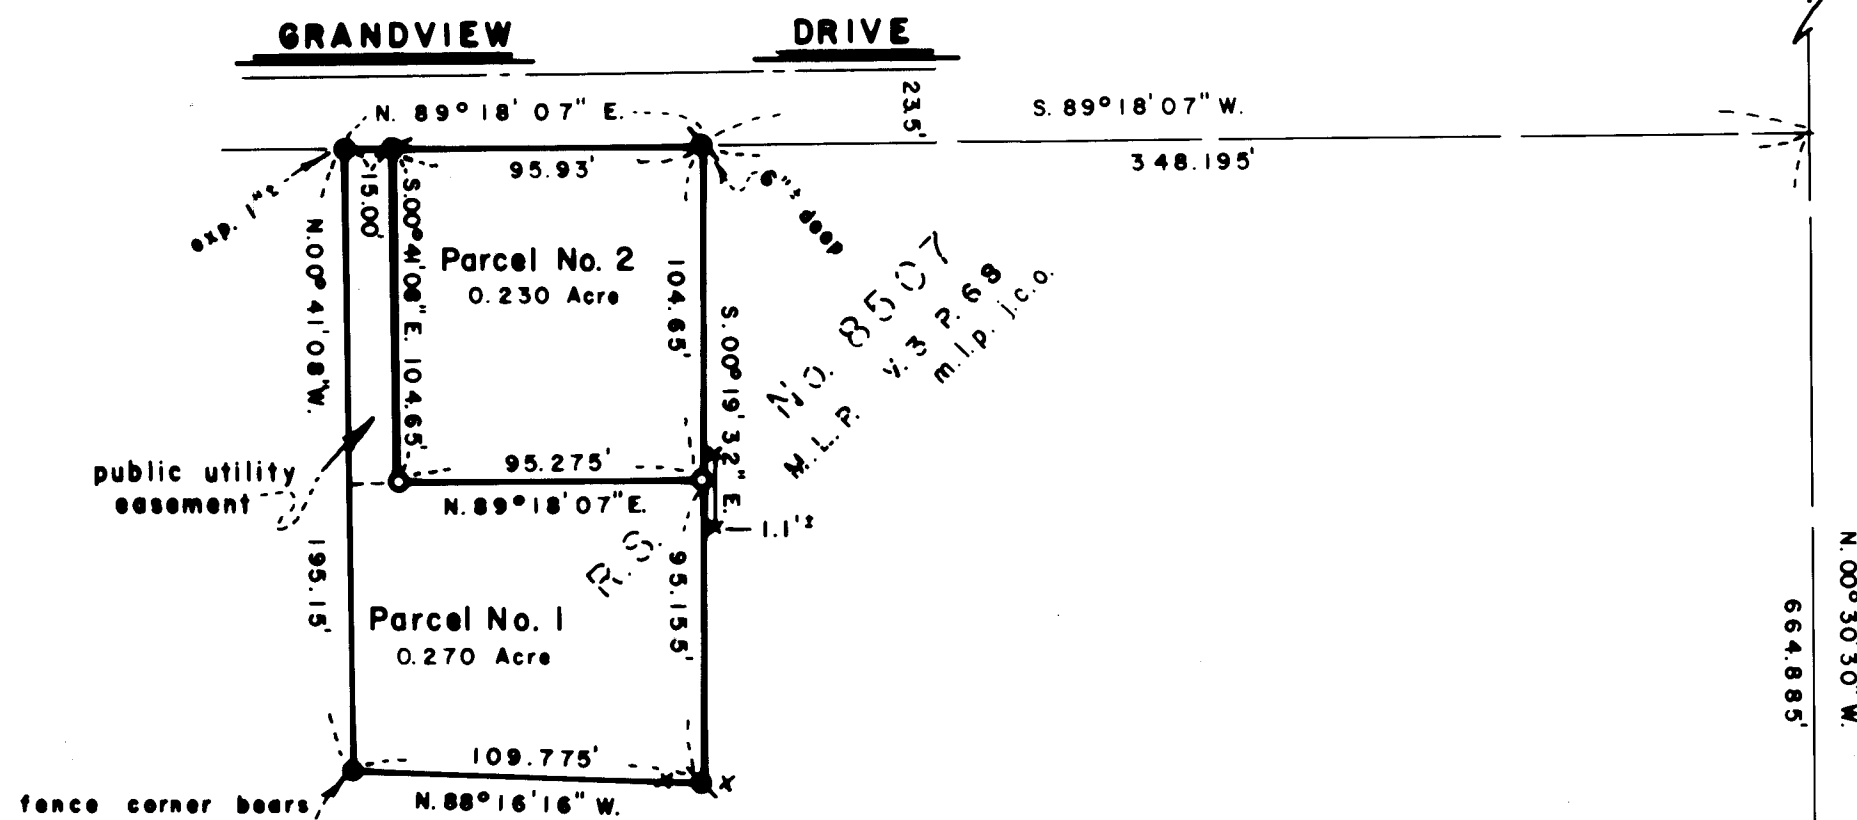 GRANDVIEW DRIVE
N. 89° 18' 07" E.
23.5'
S. 89° 18' 07" W.
95.93'
348.195'
exp. 1"±
15.00'
6"± deep
N. 00° 41' 08" W.
S. 00° 41' 08" E. 104.65'
Parcel No. 2
0.230 Acre
104.65'
S. 00° 19' 32" E.
R. S. No. 8507
M. L. P. v. 3 P. 68
m.l.p. j.c.o.
public utility
easement
95.275'
N. 89° 18' 07" E.
1.1'±
195.15'
95.155'
Parcel No. 1
0.270 Acre
109.775'
N. 88° 16' 16" W.
fence corner bears
664.885'
N. 00° 30' 30" W.